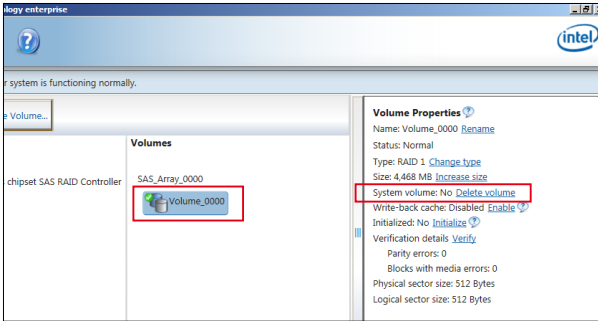 ology enterprise
?
intel
r system is functioning normally.
e Volume...
Volumes
chipset SAS RAID Controller
SAS_Array_0000
Volume_0000
Volume Properties
Name: Volume_0000 Rename
Status: Normal
Type: RAID 1 Change type
Size: 4,468 MB Increase size
System volume: No Delete volume
Write-back cache: Disabled Enable
Initialized: No Initialize
Verification details Verify
Parity errors: 0
Blocks with media errors: 0
Physical sector size: 512 Bytes
Logical sector size: 512 Bytes